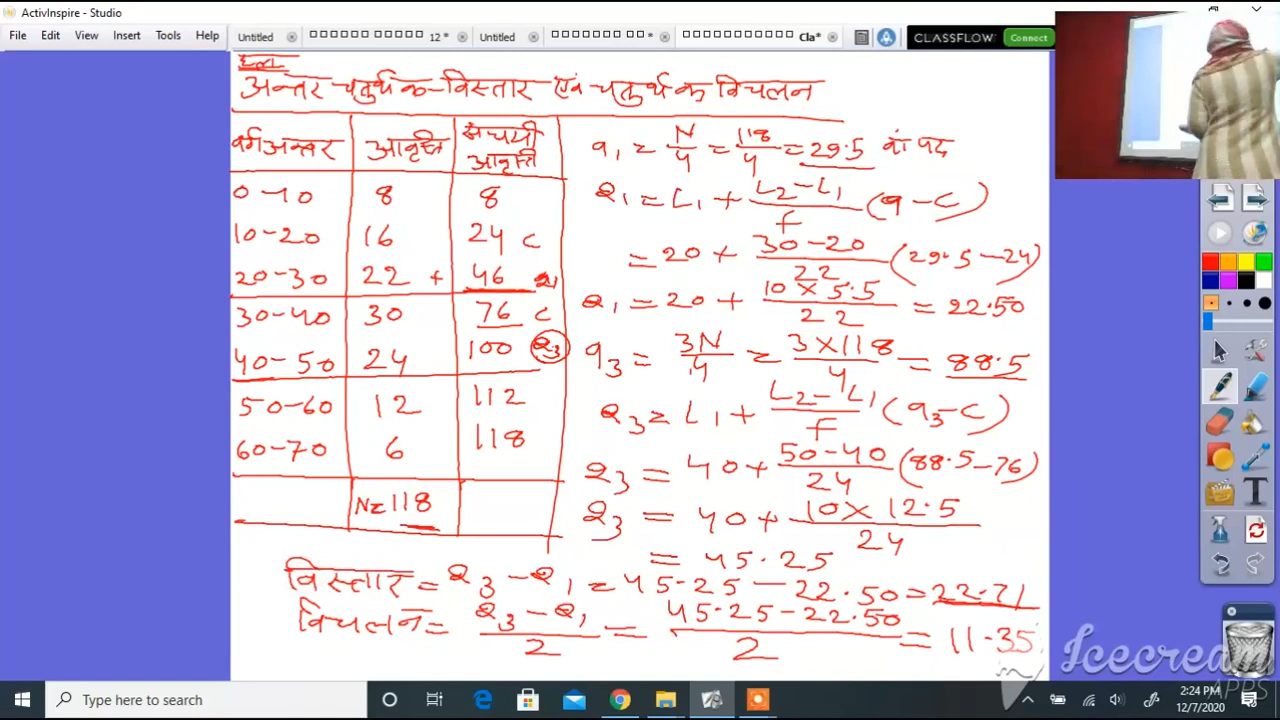 ActivInspire - Studio
File Edit View Insert Tools Help
Untitled 12 * Untitled * Cla* CLASSFLOW Connect
अन्तर चतुर्थक-विस्तार एवं चतुर्थक विचलन
वर्ग अन्तर आवृत्ति संचयी आवृत्ति
0-10 8 8
10-20 16 24 c
20-30 22 + 46 Q1
30-40 30 76 c
40-50 24 100 Q3
50-60 12 112
60-70 6 118
N=118
q1 = N/4 = 118/4 = 29.5 वां पद
Q1 = L1 + L2-L1/f (q-c)
= 20 + 30-20/22 (29.5-24)
Q1 = 20 + 10×5.5/22 = 22.50
q3 = 3N/4 = 3×118/4 = 88.5
Q3 = L1 + L2-L1/f (q3-c)
Q3 = 40+ 50-40/24 (88.5-76)
Q3 = 40+ 10×12.5/24
= 45.25
विस्तार = Q3-Q1 = 45.25-22.50 = 22.71
विचलन = Q3-Q1/2 = 45.25-22.50/2 = 11.35
Icecream
APPS
Type here to search
2:24 PM
12/7/2020